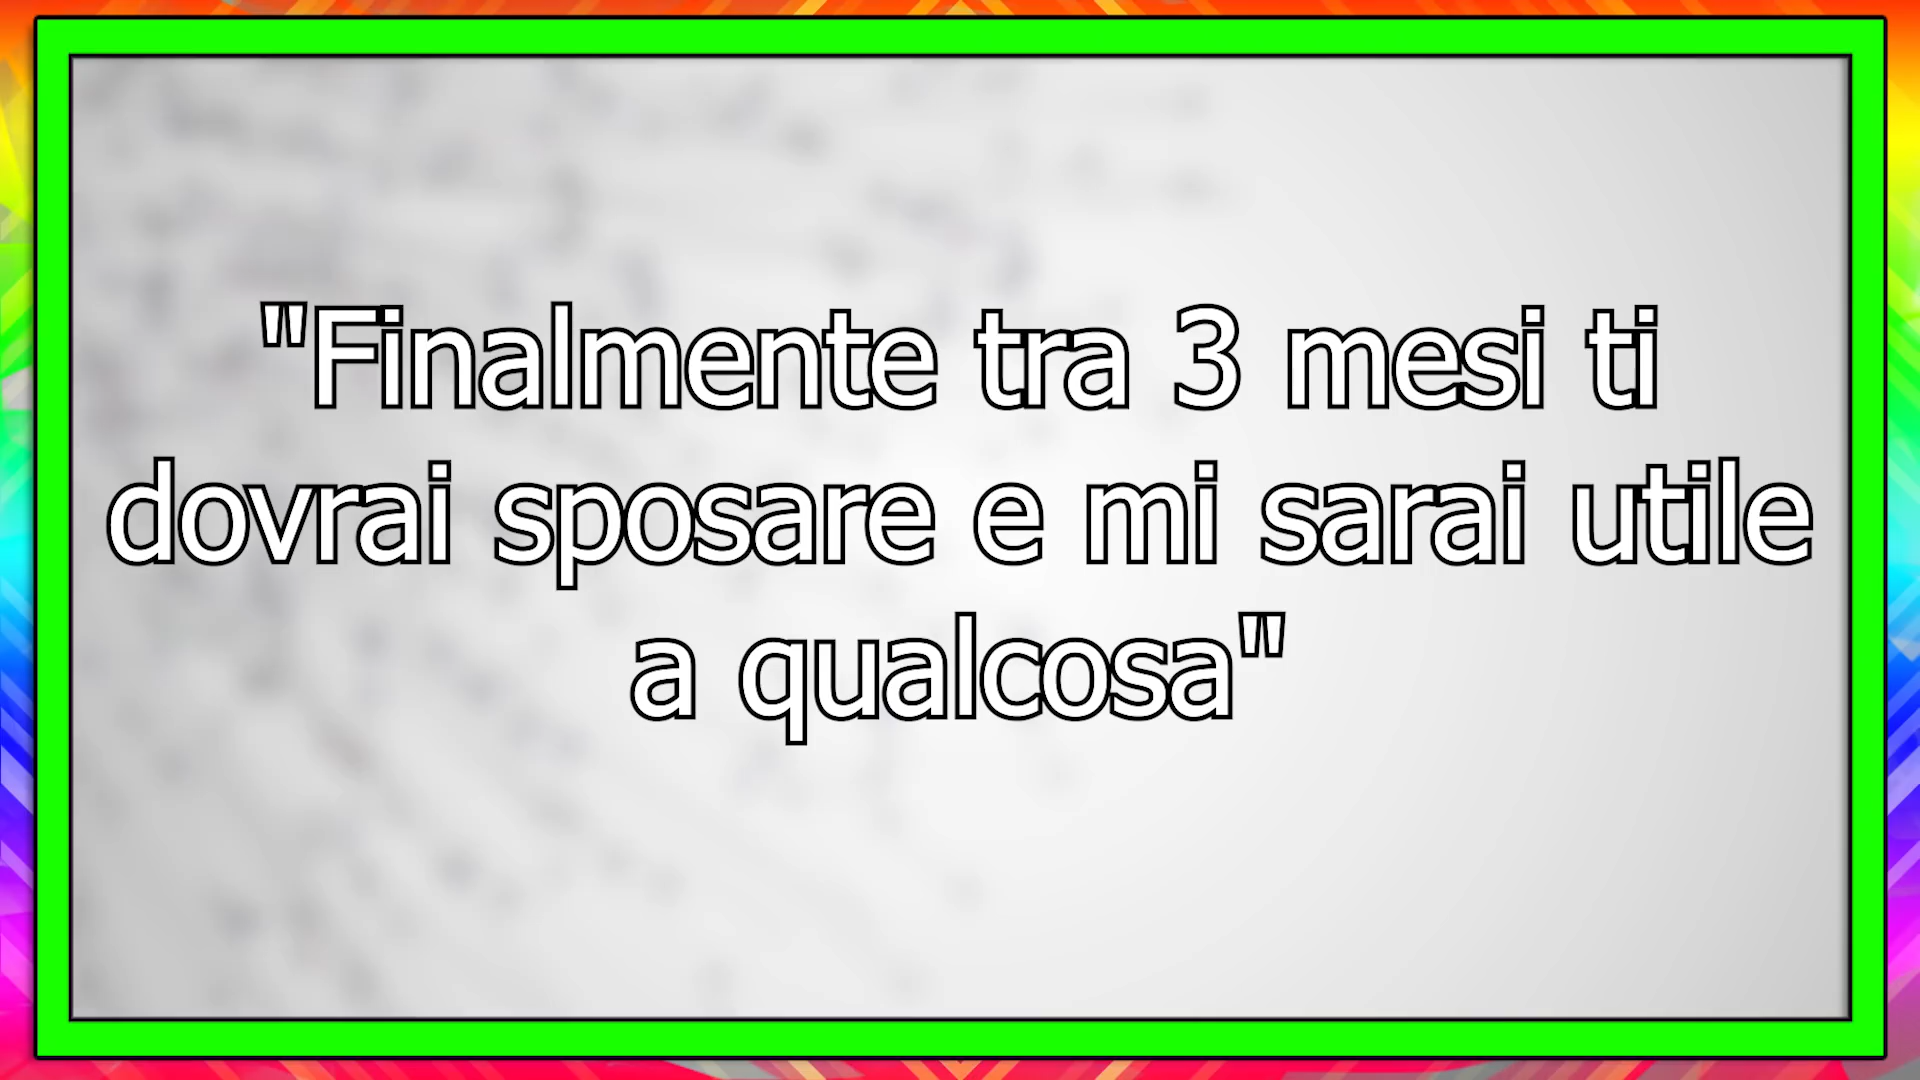 "Finalmente tra 3 mesi ti
dovrai sposare e mi sarai utile
a qualcosa"